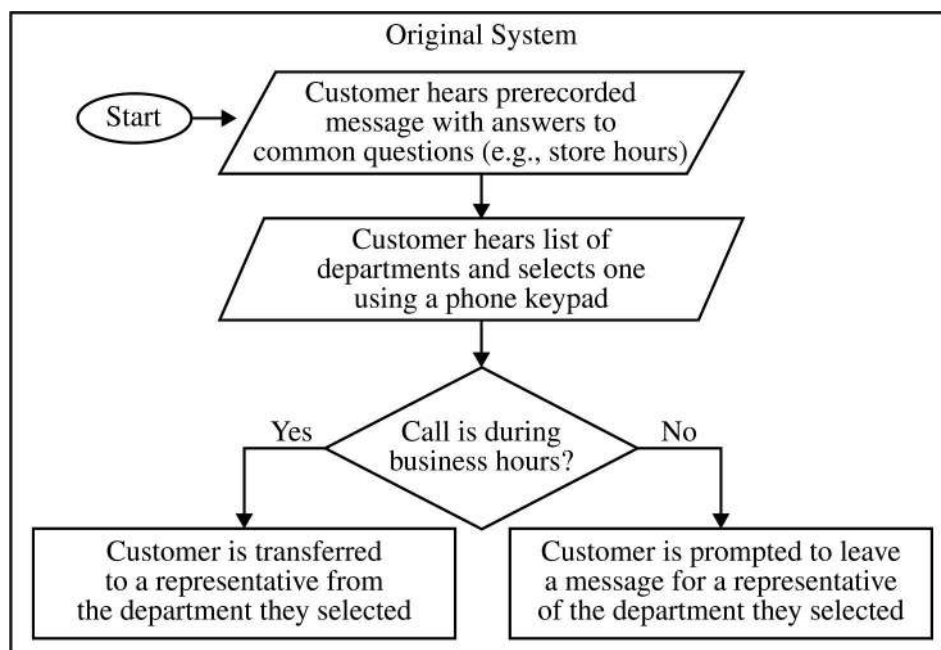 Original System
Start
Customer hears prerecorded
message with answers to
common questions (e.g., store hours)
Customer hears list of
departments and selects one
using a phone keypad
Yes
Call is during
business hours?
No
Customer is transferred
to a representative from
the department they selected
Customer is prompted to leave
a message for a representative
of the department they selected